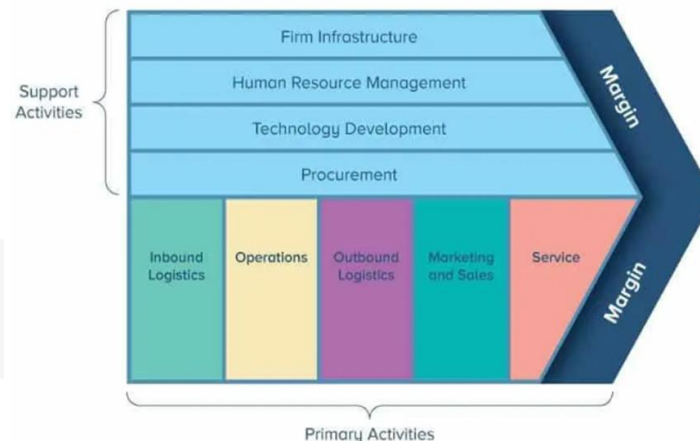 Support
Activities
Firm Infrastructure
Human Resource Management
Technology Development
Procurement
Margin
Inbound
Logistics
Operations
Outbound
Logistics
Marketing
and Sales
Service
Margin
Primary Activities